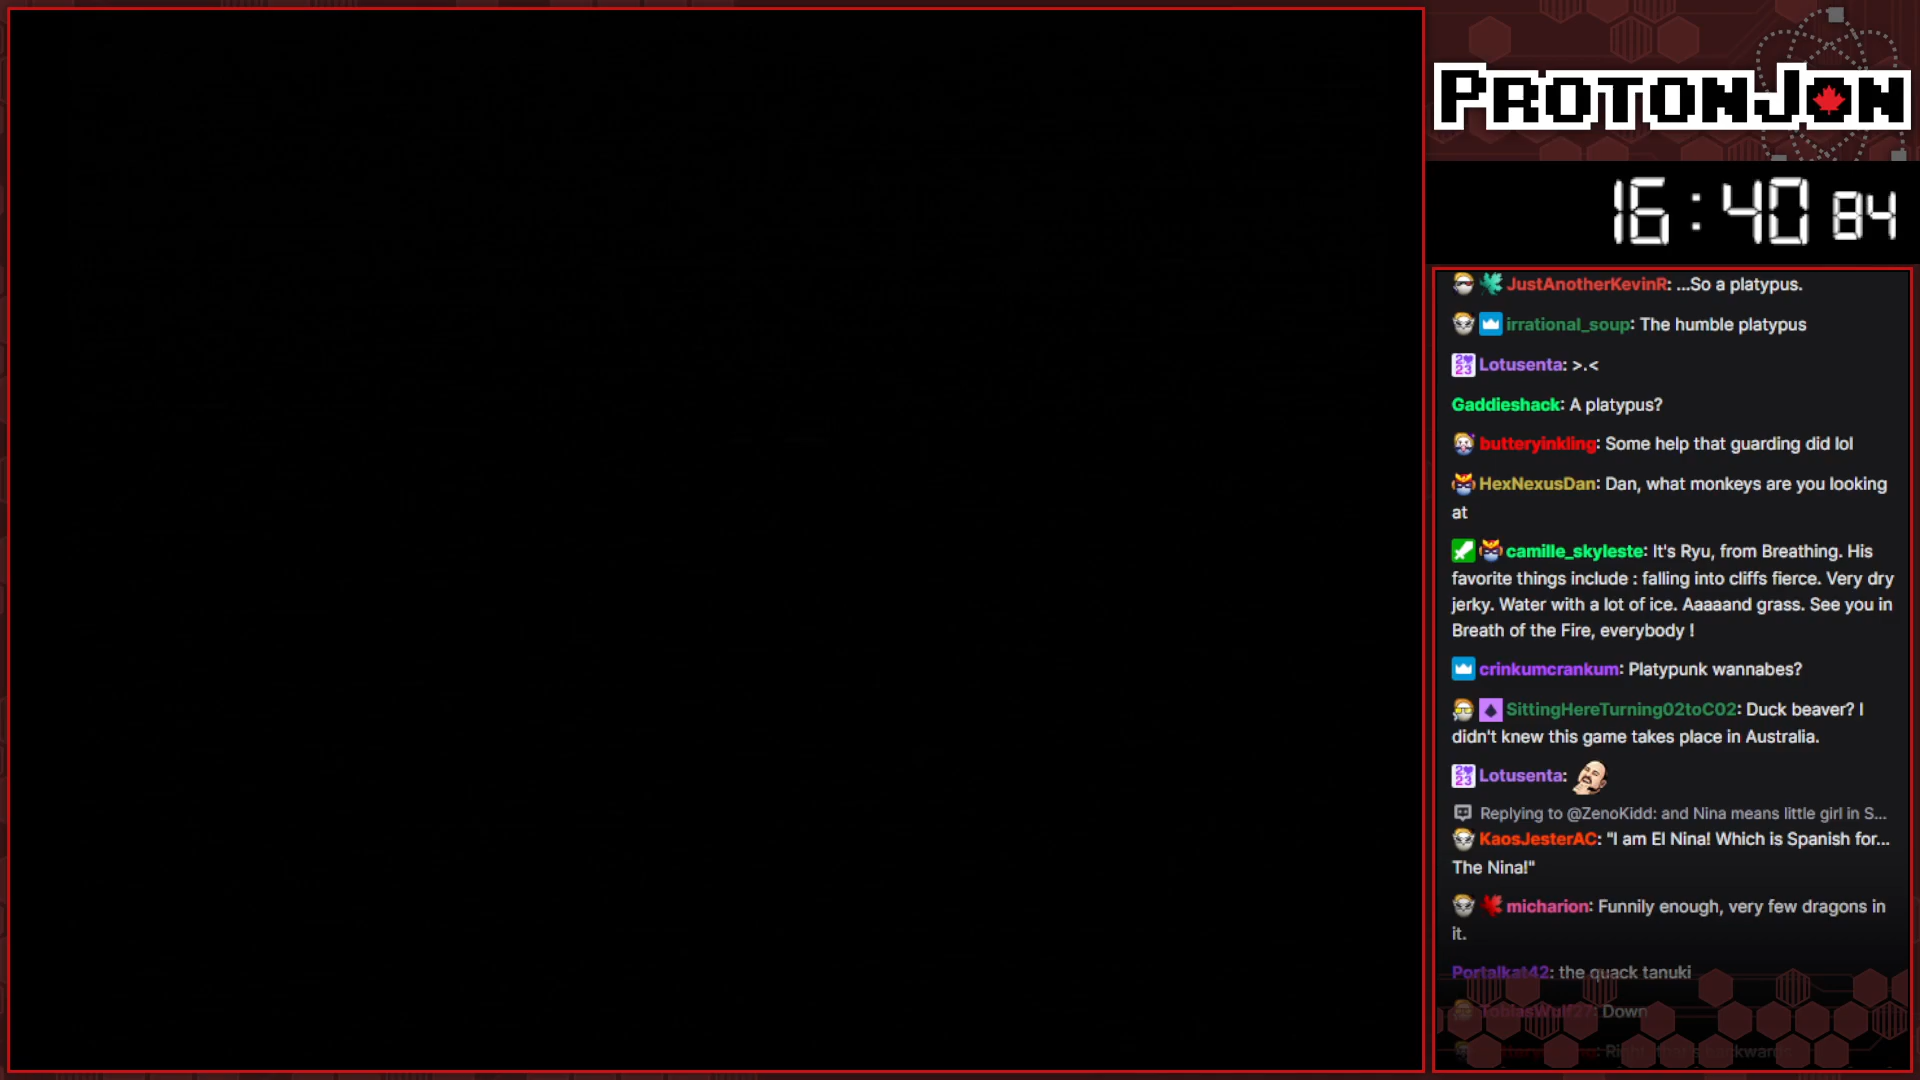 PROTONJON
16:40 84
JustAnotherKevinR: ...So a platypus.
irrational_soup: The humble platypus
Lotusenta: >.<
Gaddieshack: A platypus?
butteryinkling: Some help that guarding did lol
HexNexusDan: Dan, what monkeys are you looking
at
camille_skyleste: It's Ryu, from Breathing. His
favorite things include : falling into cliffs fierce. Very dry
jerky. Water with a lot of ice. Aaaaand grass. See you in
Breath of the Fire, everybody !
crinkumcrankum: Platypunk wannabes?
SittingHereTurning02toC02: Duck beaver? I
didn't knew this game takes place in Australia.
Lotusenta:
Replying to @ZenoKidd: and Nina means little girl in S...
KaosJesterAC: "I am El Nina! Which is Spanish for...
The Nina!"
micharion: Funnily enough, very few dragons in
it.
Portalkat42: the quack tanuki
TobiasWulf27: Down